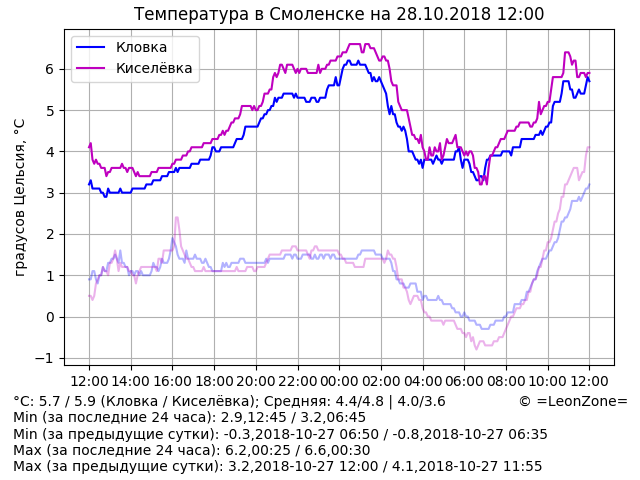 Температура в Смоленске на 28.10.2018 12:00
Кловка
Киселёвка
градусов Цельсия, °C
6
5
4
3
2
1
0
−1
12:00 14:00 16:00 18:00 20:00 22:00 00:00 02:00 04:00 06:00 08:00 10:00 12:00
°C: 5.7 / 5.9 (Кловка / Киселёвка); Средняя: 4.4/4.8 | 4.0/3.6 © =LeonZone=
Min (за последние 24 часа): 2.9,12:45 / 3.2,06:45
Min (за предыдущие сутки): -0.3,2018-10-27 06:50 / -0.8,2018-10-27 06:35
Max (за последние 24 часа): 6.2,00:25 / 6.6,00:30
Max (за предыдущие сутки): 3.2,2018-10-27 12:00 / 4.1,2018-10-27 11:55